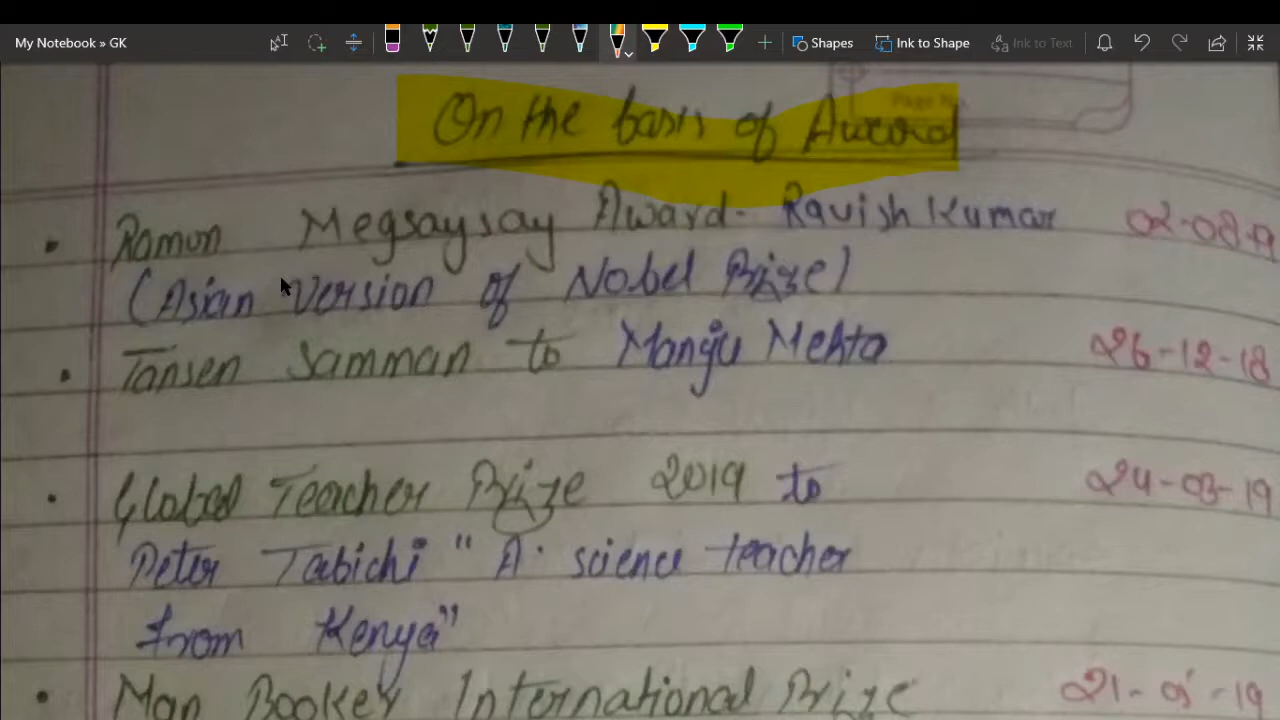 My Notebook » GK
Shapes
Ink to Shape
Ink to Text
On the basis of Award
Ramon Megsaysay Award - Ravish Kumar 02-08-19
(Asian version of Nobel Prize)
Tansen Samman to Manju Mehta 26-12-18
Global Teacher Prize 2019 to 24-03-19
Peter Tabichi "A science teacher
from Kenya"
Man Booker International Prize 21-05-19